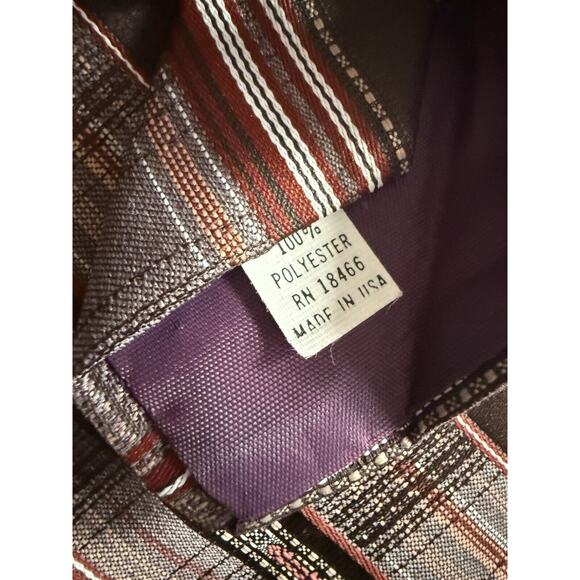 100%
POLYESTER
RN 18466
MADE IN USA